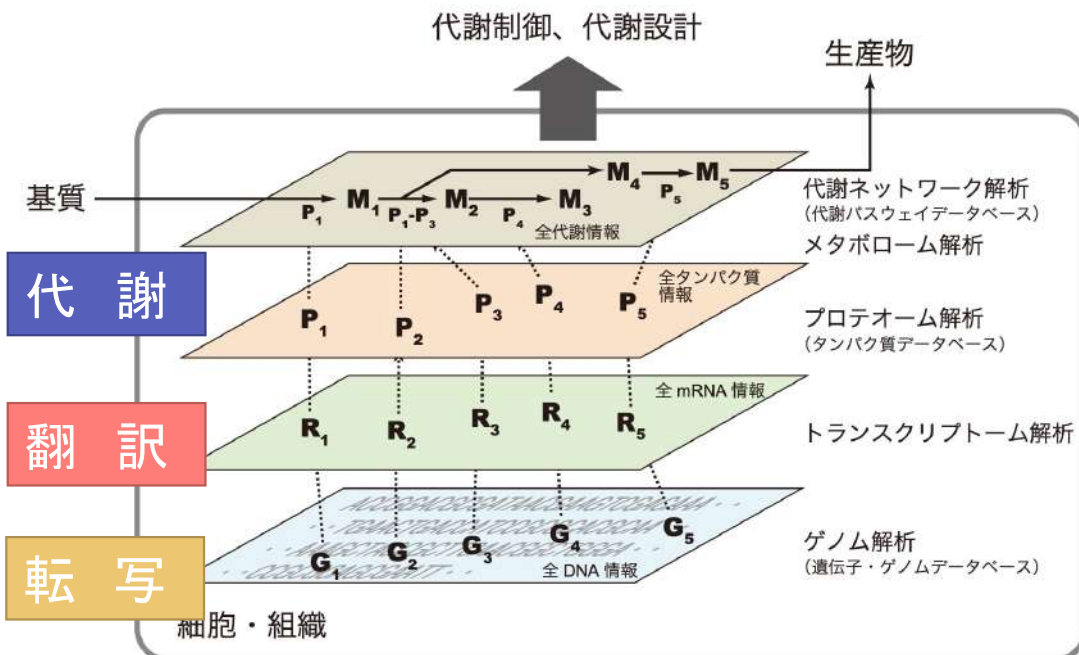 代謝制御、代謝設計
生産物
基質
P1
M1
P1-P3
M2
P4
M3
M4
P5
M5
全代謝情報
代謝ネットワーク解析
(代謝パスウェイデータベース)
メタボローム解析
代 謝
全タンパク質
情報
P1
P2
P3
P4
P5
プロテオーム解析
(タンパク質データベース)
全 mRNA 情報
R1
R2
R3
R4
R5
トランスクリプトーム解析
翻 訳
G1
G2
G3
G4
G5
全 DNA 情報
ゲノム解析
(遺伝子・ゲノムデータベース)
転 写
細胞・組織